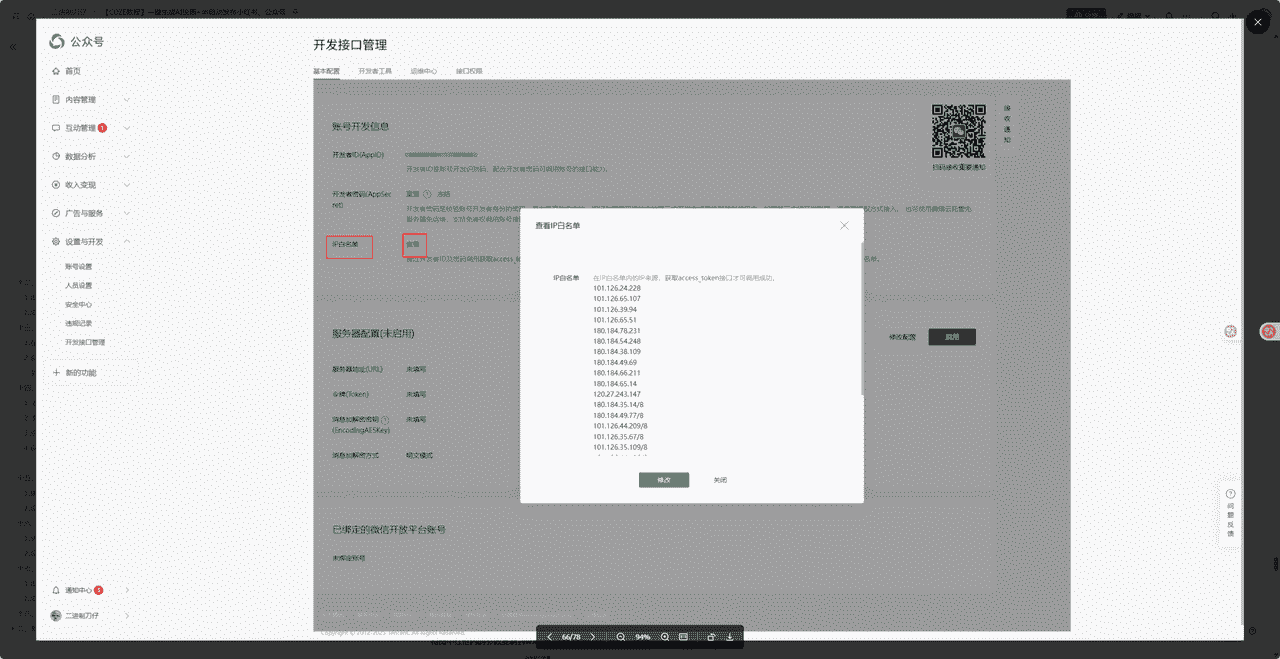 公众号
首页
内容管理
互动管理 1
数据分析
收入变现
广告与服务
设置与开发
账号设置
人员设置
安全中心
违规记录
开发接口管理
新的功能
通知中心
二进制刀仔
开发接口管理
基本配置 开发者工具 运维中心 接口权限
账号开发信息
开发者ID(AppID)
开发者密码(AppSec
ret)
重置 冻结
IP白名单 查看
扫码接收重要通知
接收通知
服务器配置(未启用)
修改配置 启用
服务器地址(URL) 未填写
令牌(Token) 未填写
消息加解密密钥
(EncodingAESKey)
未填写
消息加解密方式 明文模式
已绑定的微信开放平台账号
未绑定账号
查看IP白名单
IP白名单 在IP白名单内的IP来源，获取access_token接口才可调用成功。
101.126.24.228
101.126.65.107
101.126.39.94
101.126.65.51
180.184.78.231
180.184.54.248
180.184.38.109
180.184.49.69
180.184.66.211
180.184.65.14
120.27.243.147
180.184.35.14/8
180.184.49.77/8
101.126.44.209/8
101.126.35.67/8
101.126.35.109/8
修改 关闭
问题反馈
66/78 94%